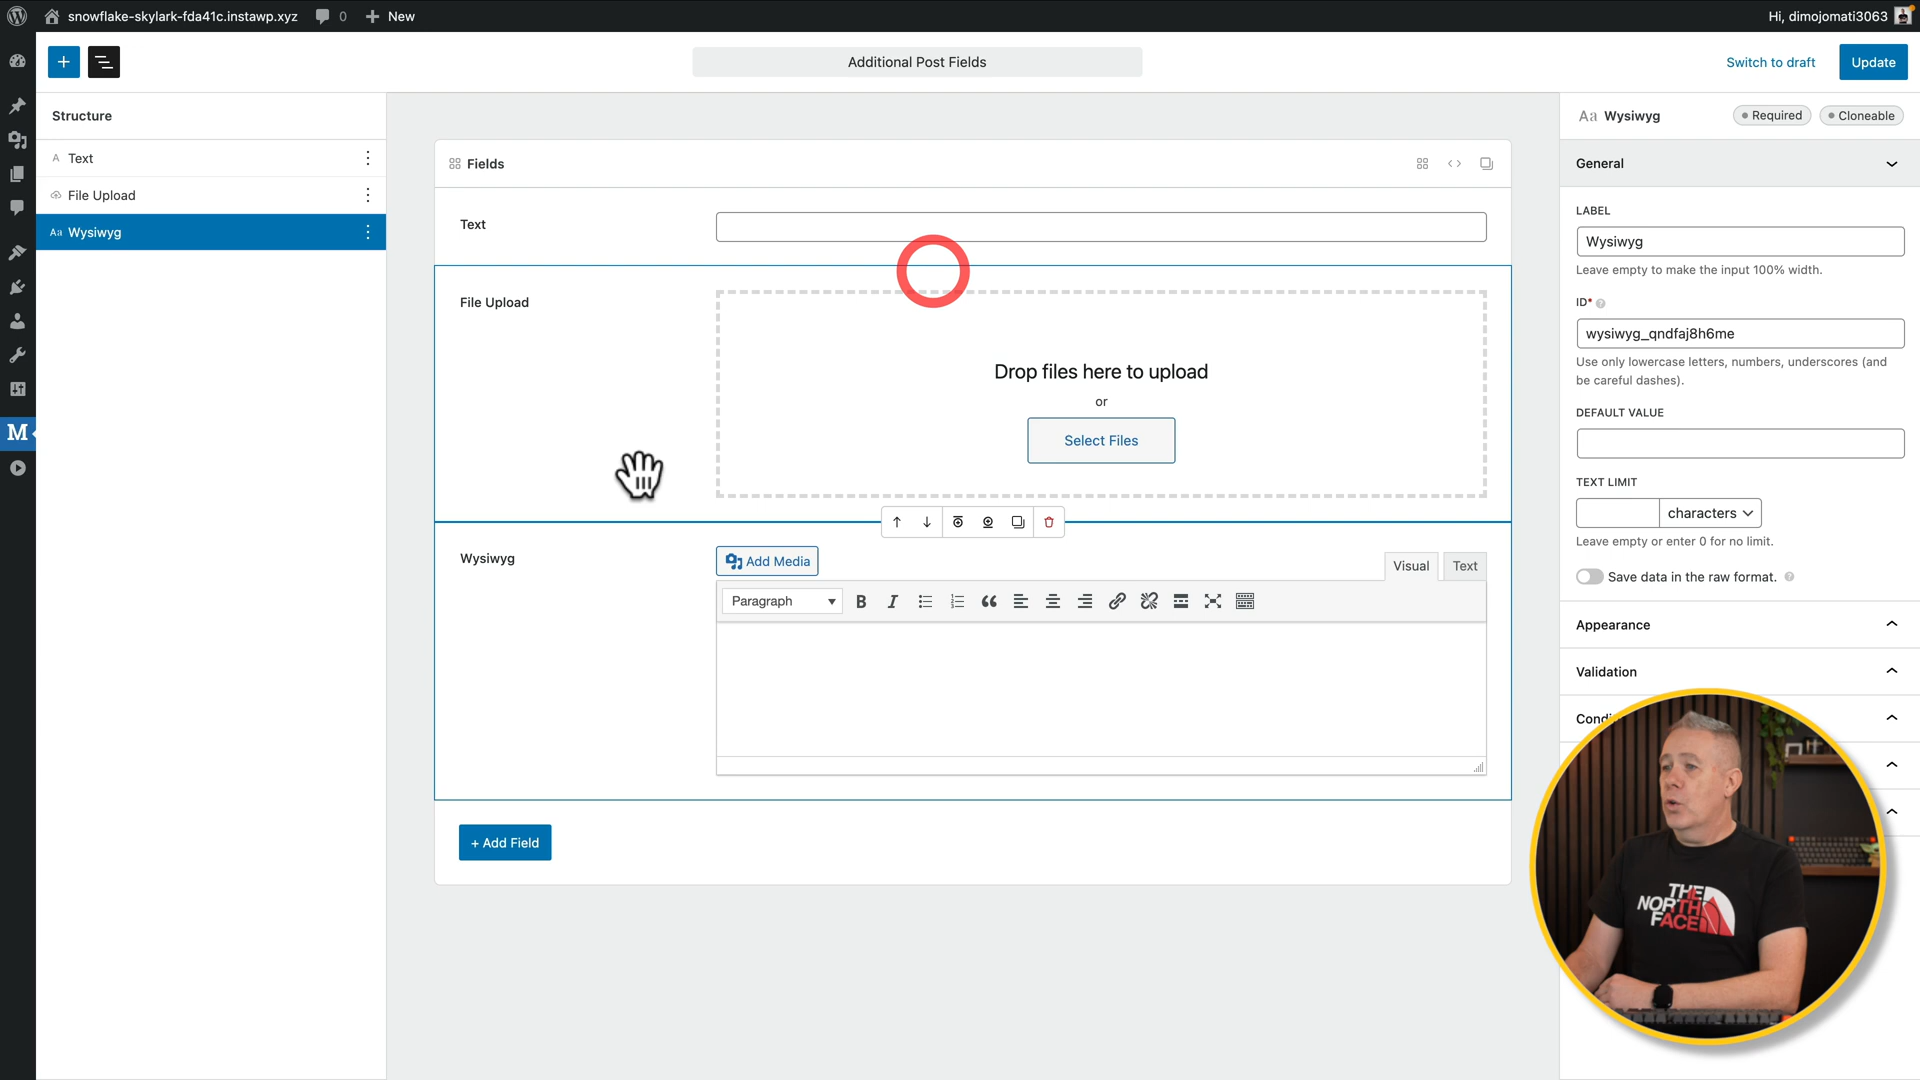 snowflake-skylark-fda41c.instawp.xyz
0
New
Hi, dimojomati3063
+
Additional Post Fields
Switch to draft
Update
Structure
A Text
File Upload
Aa Wysiwyg
M
Fields
Text
File Upload
Drop files here to upload
or
Select Files
Wysiwyg
Add Media
Visual
Text
Paragraph
B
I
+ Add Field
Aa Wysiwyg
Required
Cloneable
General
LABEL
Wysiwyg
Leave empty to make the input 100% width.
ID*
wysiwyg_qndfaj8h6me
Use only lowercase letters, numbers, underscores (and
be careful dashes).
DEFAULT VALUE
TEXT LIMIT
characters
Leave empty or enter 0 for no limit.
Save data in the raw format.
Appearance
Validation
THE
NORTH
FACE